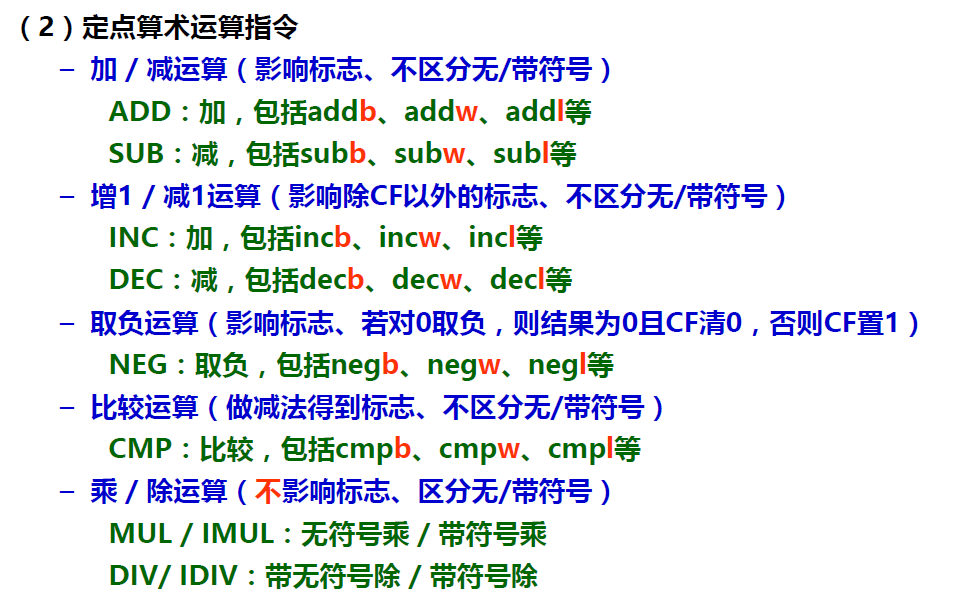 （2）定点算术运算指令
– 加 / 减运算（影响标志、不区分无/带符号）
ADD：加，包括addb、addw、addl等
SUB：减，包括subb、subw、subl等
– 增1 / 减1运算（影响除CF以外的标志、不区分无/带符号）
INC：加，包括incb、incw、incl等
DEC：减，包括decb、decw、decl等
– 取负运算（影响标志、若对0取负，则结果为0且CF清0，否则CF置1）
NEG：取负，包括negb、negw、negl等
– 比较运算（做减法得到标志、不区分无/带符号）
CMP：比较，包括cmpb、cmpw、cmpl等
– 乘 / 除运算（不影响标志、区分无/带符号）
MUL / IMUL：无符号乘 / 带符号乘
DIV/ IDIV：带无符号除 / 带符号除